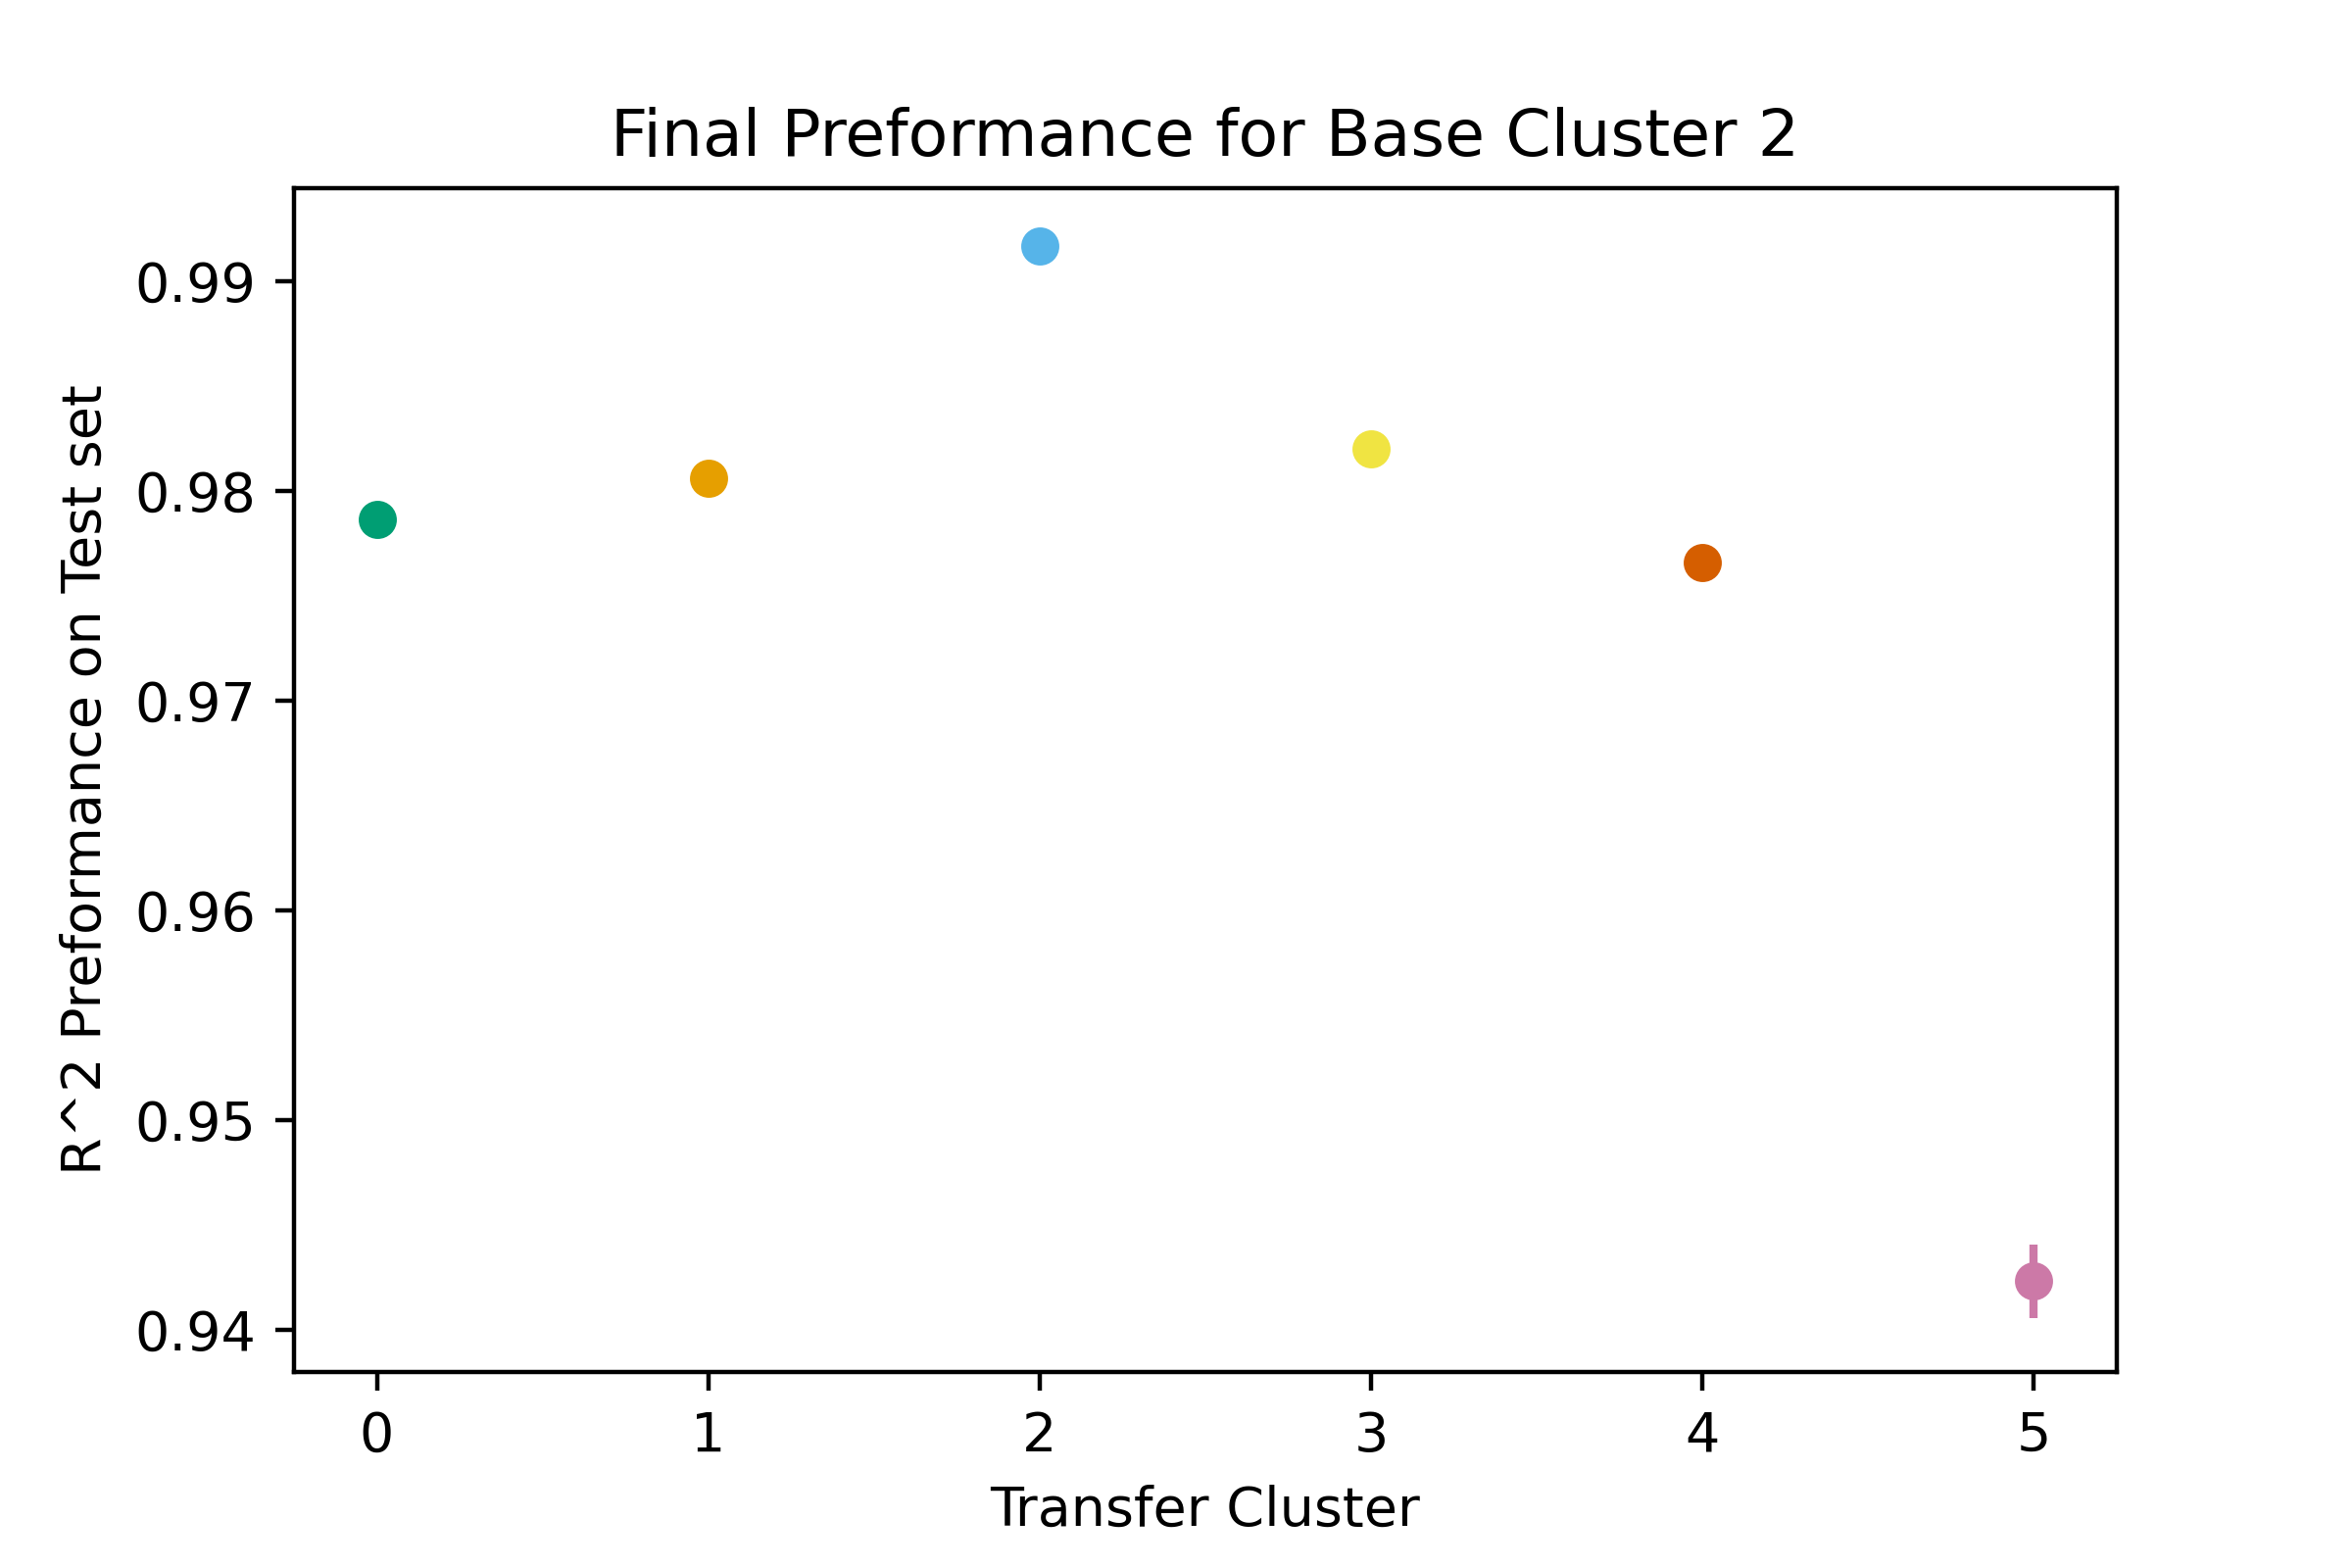 Final Preformance for Base Cluster 2
R^2 Preformance on Test set
0.99
0.98
0.97
0.96
0.95
0.94
0 1 2 3 4 5
Transfer Cluster